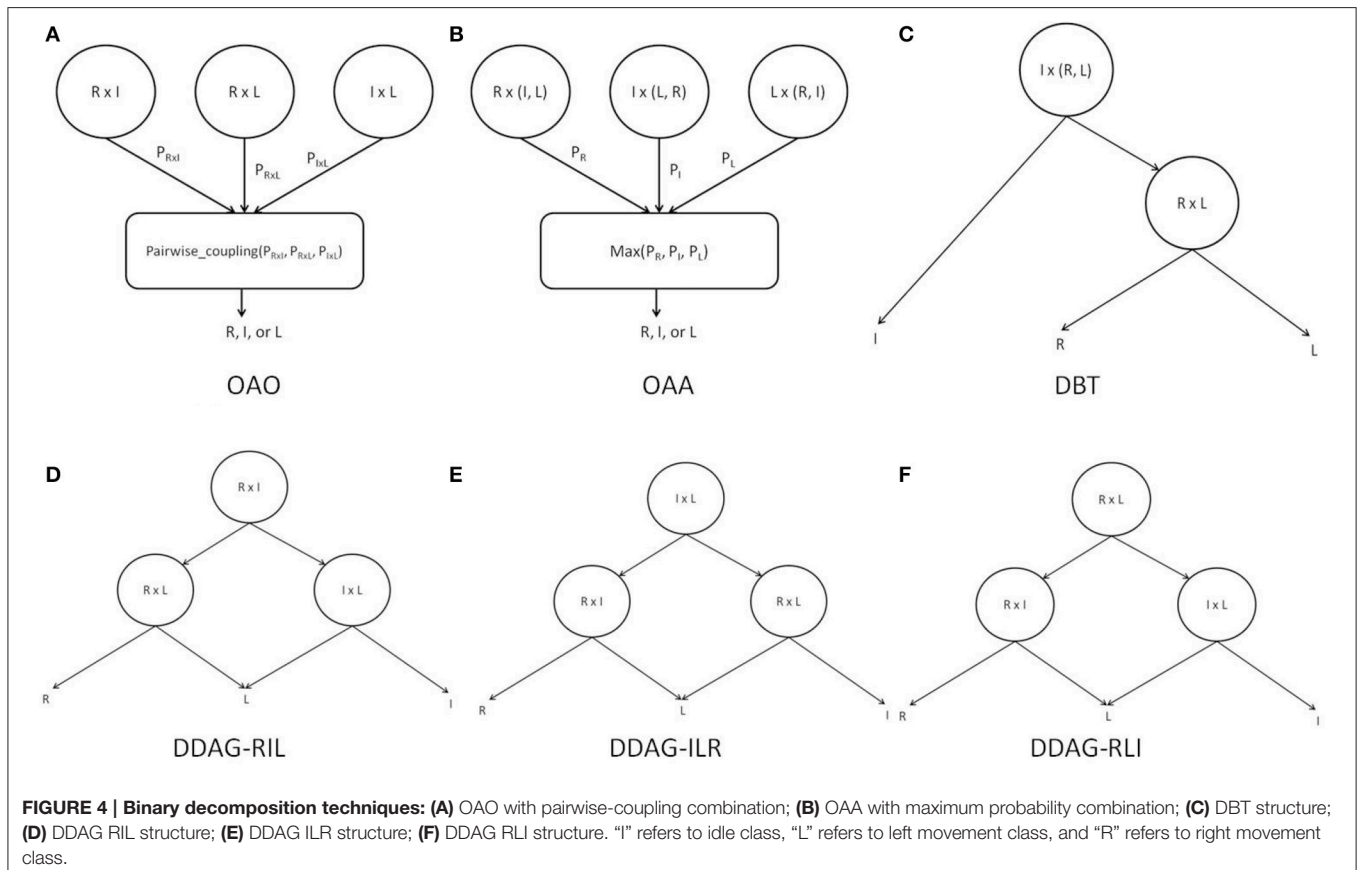 A
R x I
R x L
I x L
P_RxI
P_RxL
P_IxL
Pairwise_coupling(P_RxI, P_RxL, P_IxL)
R, I, or L
OAO
B
R x (I, L)
I x (L, R)
L x (R, I)
P_R
P_I
P_L
Max(P_R, P_I, P_L)
R, I, or L
OAA
C
I x (R, L)
R x L
I
R
L
DBT
D
R x I
R x L
I x L
R
L
I
DDAG-RIL
E
I x L
R x I
R x L
R
L
I
DDAG-ILR
F
R x L
R x I
I x L
R
L
I
DDAG-RLI
FIGURE 4 | Binary decomposition techniques: (A) OAO with pairwise-coupling combination; (B) OAA with maximum probability combination; (C) DBT structure;
(D) DDAG RIL structure; (E) DDAG ILR structure; (F) DDAG RLI structure. “I” refers to idle class, “L” refers to left movement class, and “R” refers to right movement
class.